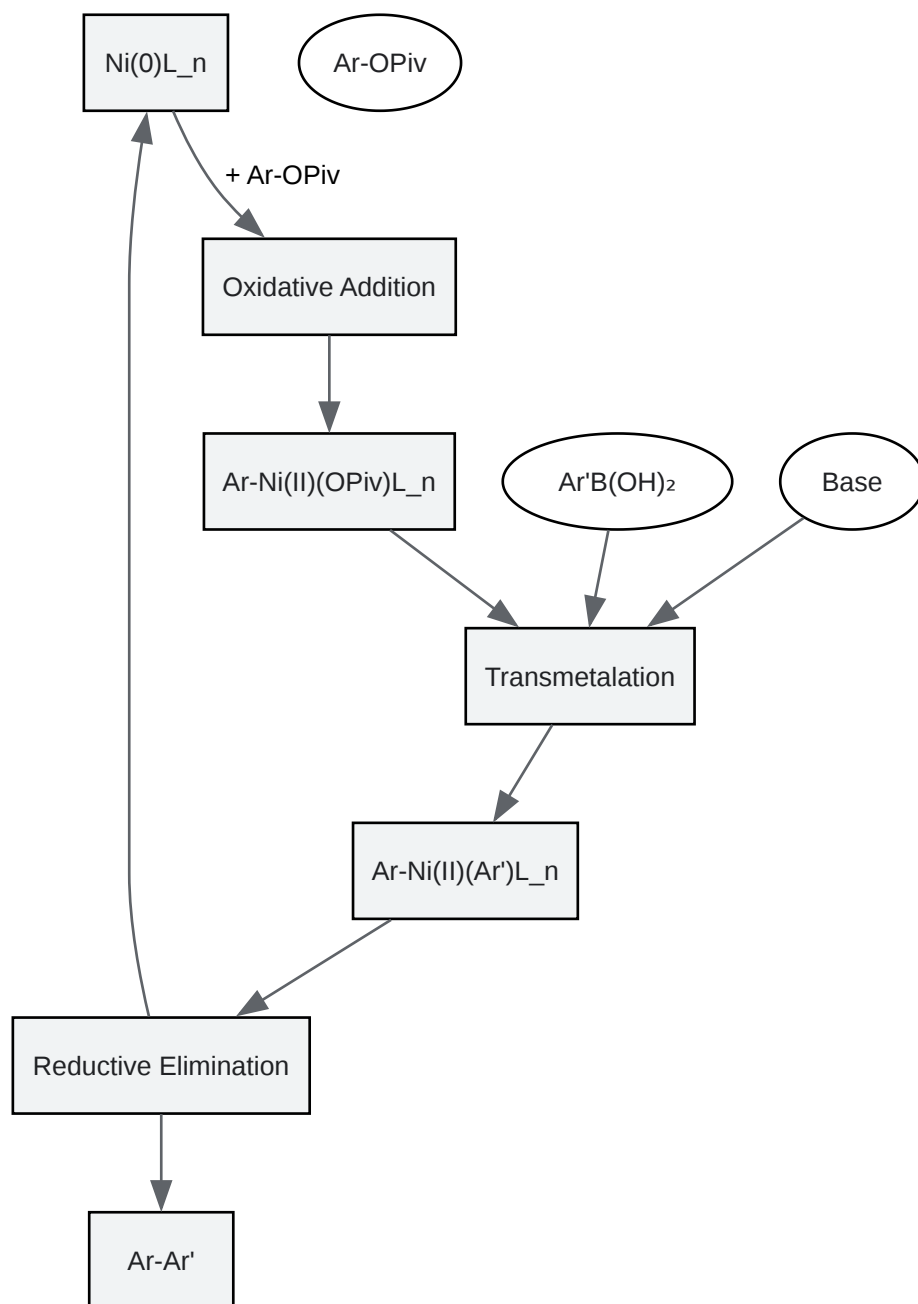 Ni(0)L_n
Ar-OPiv
+ Ar-OPiv
Oxidative Addition
Ar-Ni(II)(OPiv)L_n
Ar'B(OH)₂
Base
Transmetalation
Ar-Ni(II)(Ar')L_n
Reductive Elimination
Ar-Ar'